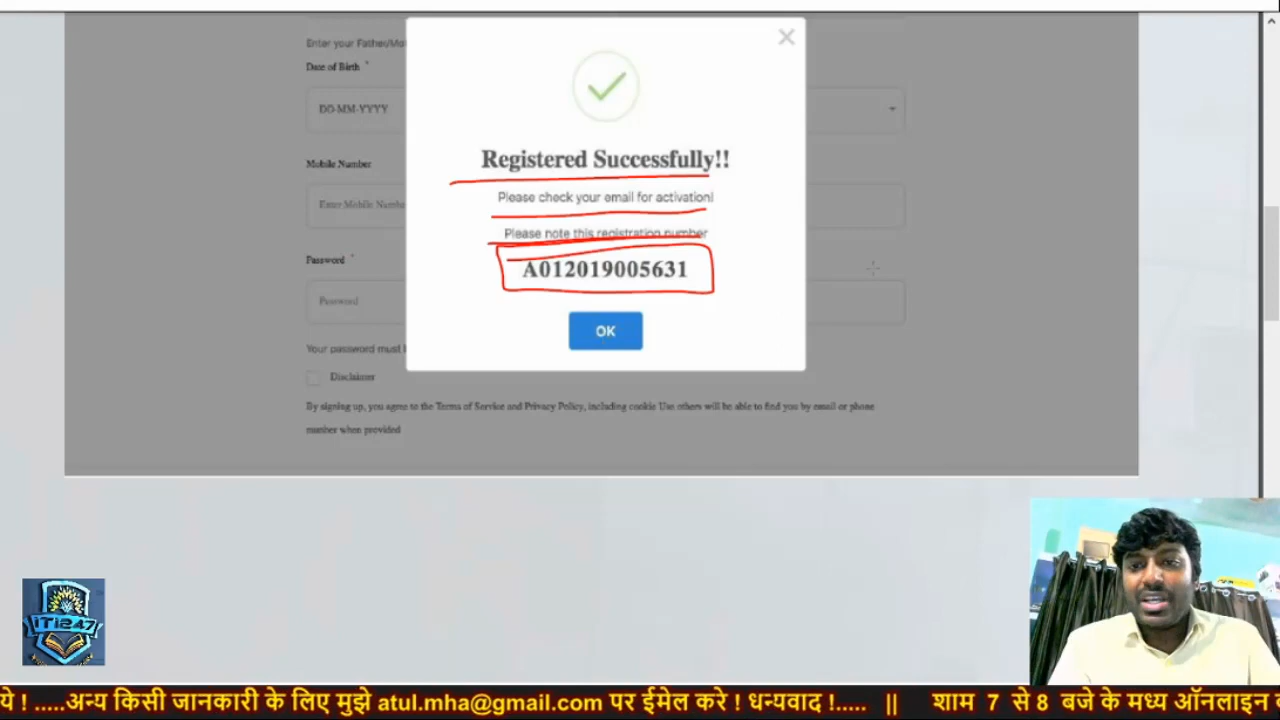 Enter your Father/Mo
Date of Birth *
DD-MM-YYYY
Mobile Number
Enter Mobile Numbe
Password *
Password
Your password must
Disclaimer
By signing up, you agree to the Terms of Service and Privacy Policy, including cookie Use others will be able to find you by email or phone
number when provided
Registered Successfully!!
Please check your email for activation!
Please note this registration number
A012019005631
OK
iTi247
ये ! .....अन्य किसी जानकारी के लिए मुझे atul.mha@gmail.com पर ईमेल करे ! धन्यवाद !..... || शाम 7 से 8 बजे के मध्य ऑनलाइन